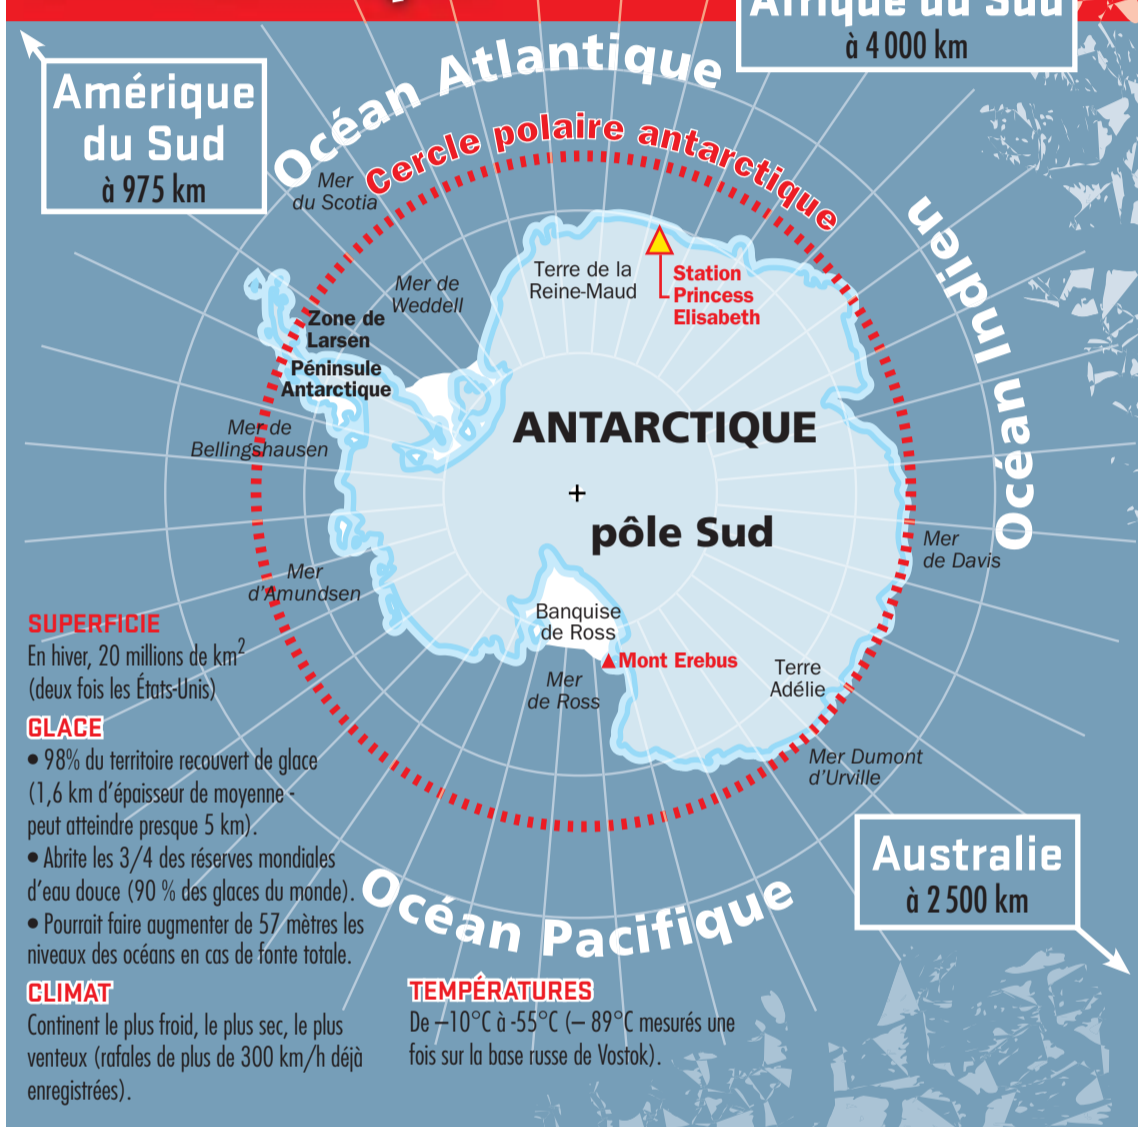 Afrique du Sud
à 4 000 km
Amérique
du Sud
à 975 km
Océan Atlantique
Cercle polaire antarctique
Mer
du Scotia
Océan Indien
Mer de
Weddell
Terre de la
Reine-Maud
Station
Princess
Elisabeth
Zone de
Larsen
Péninsule
Antarctique
Mer de
Bellingshausen
ANTARCTIQUE
+
pôle Sud
Mer
de Davis
Mer
d'Amundsen
Banquise
de Ross
Mont Erebus
Mer
de Ross
Terre
Adélie
Mer Dumont
d'Urville
SUPERFICIE
En hiver, 20 millions de km²
(deux fois les États-Unis)
GLACE
• 98% du territoire recouvert de glace
(1,6 km d'épaisseur de moyenne -
peut atteindre presque 5 km).
• Abrite les 3/4 des réserves mondiales
d'eau douce (90 % des glaces du monde).
• Pourrait faire augmenter de 57 mètres les
niveaux des océans en cas de fonte totale.
Océan Pacifique
Australie
à 2 500 km
CLIMAT
Continent le plus froid, le plus sec, le plus
venteux (rafales de plus de 300 km/h déjà
enregistrées).
TEMPÉRATURES
De –10°C à -55°C (– 89°C mesurés une
fois sur la base russe de Vostok).